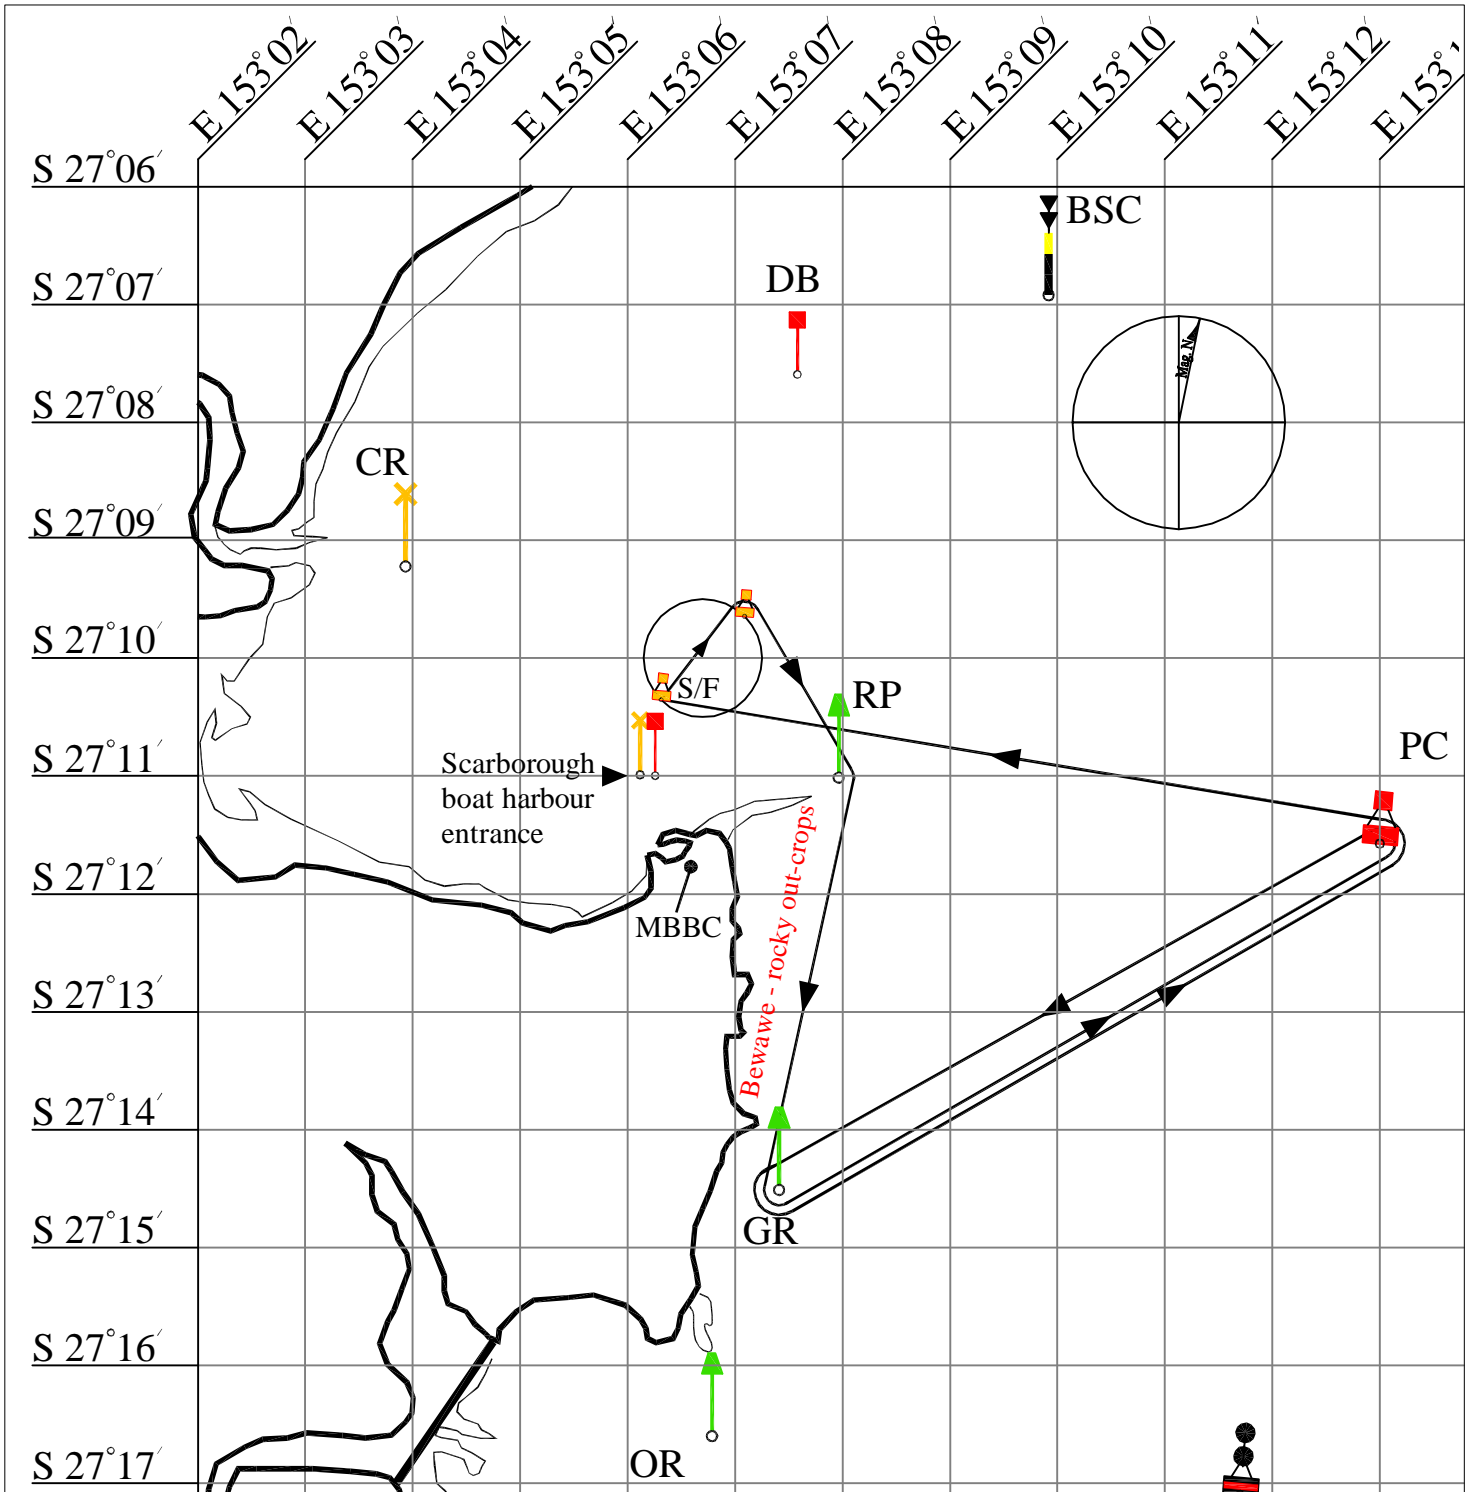 E 153°02′
E 153°03′
E 153°04′
E 153°05′
E 153°06′
E 153°07′
E 153°08′
E 153°09′
E 153°10′
E 153°11′
E 153°12′
E 153°
S 27°06′
BSC
S 27°07′
DB
Mag. N
S 27°08′
CR
S 27°09′
S 27°10′
S/F
RP
PC
S 27°11′
Scarborough
boat harbour
entrance
Bewawe - rocky out-crops
S 27°12′
MBBC
S 27°13′
S 27°14′
S 27°15′
GR
S 27°16′
OR
S 27°17′